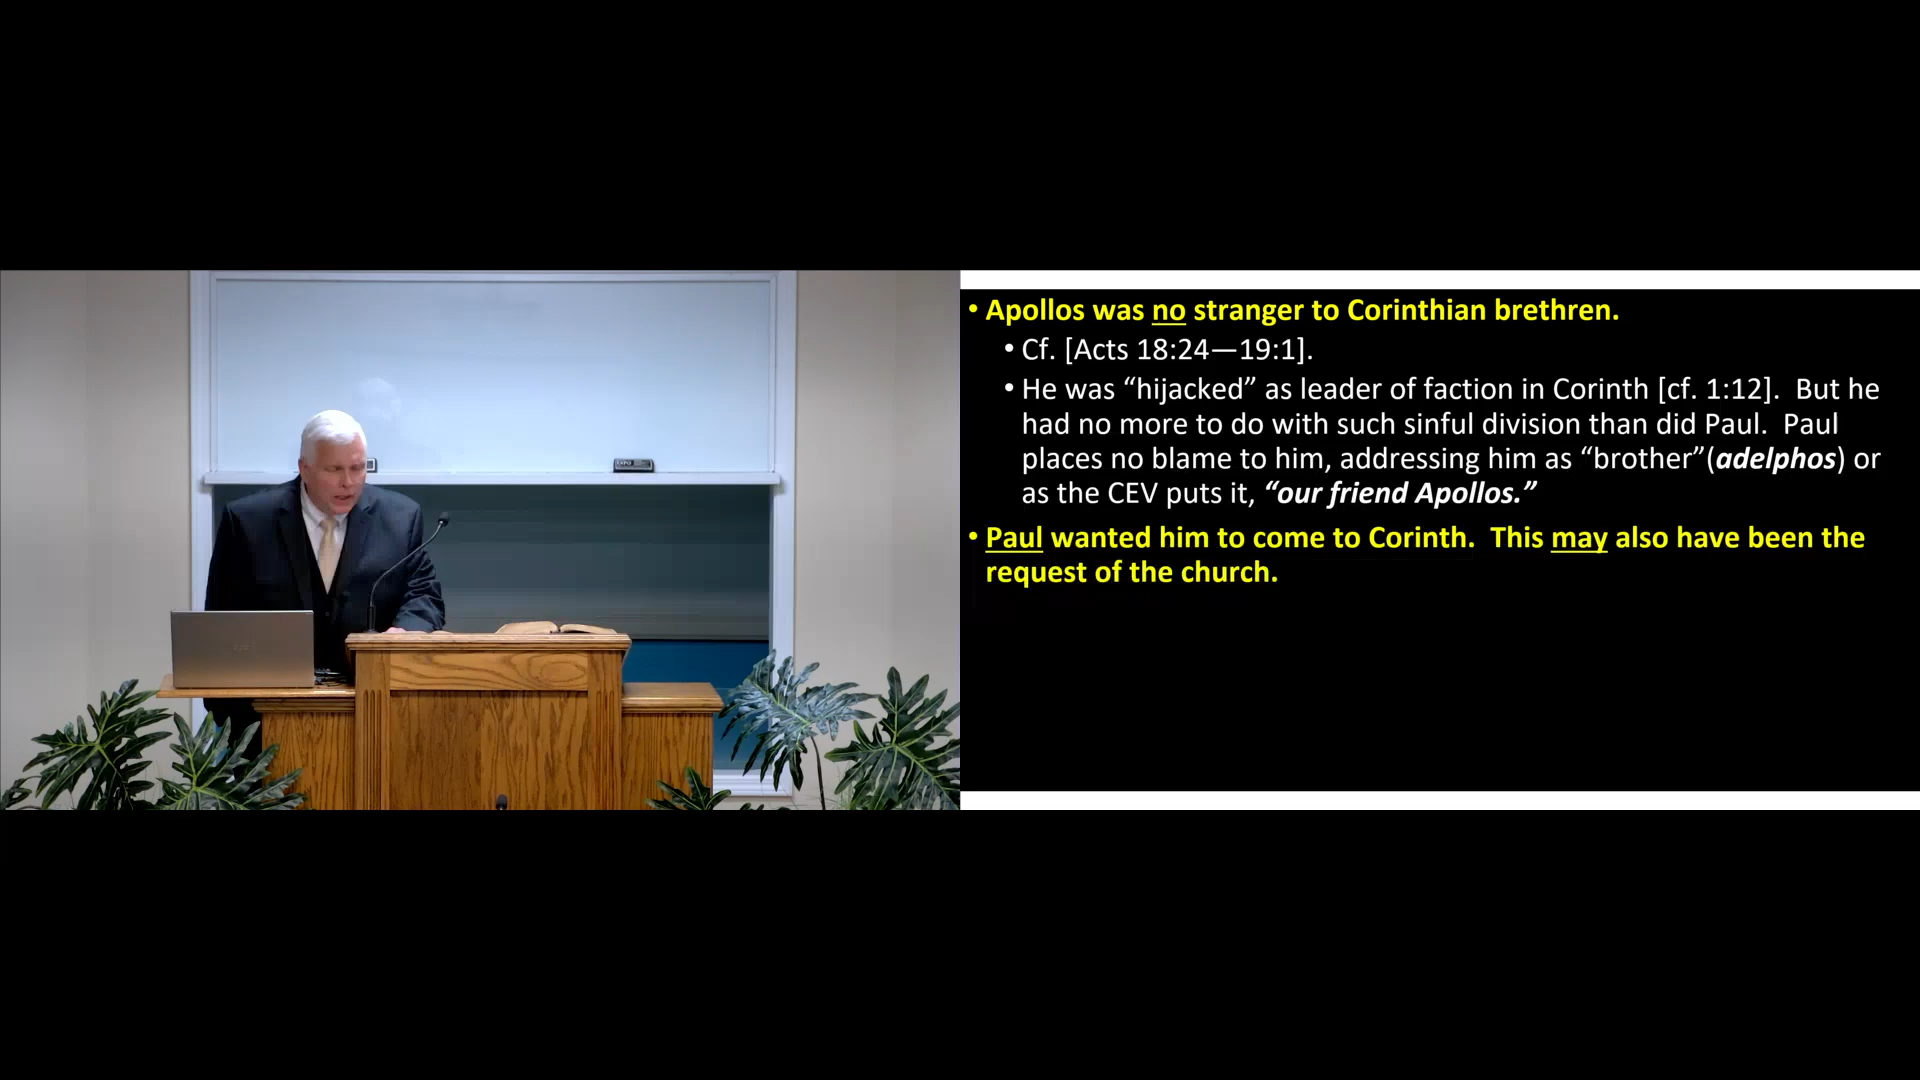 • Apollos was no stranger to Corinthian brethren.
• Cf. [Acts 18:24—19:1].
• He was “hijacked” as leader of faction in Corinth [cf. 1:12].  But he
had no more to do with such sinful division than did Paul.  Paul
places no blame to him, addressing him as “brother”(adelphos) or
as the CEV puts it, “our friend Apollos.”
• Paul wanted him to come to Corinth.  This may also have been the
request of the church.